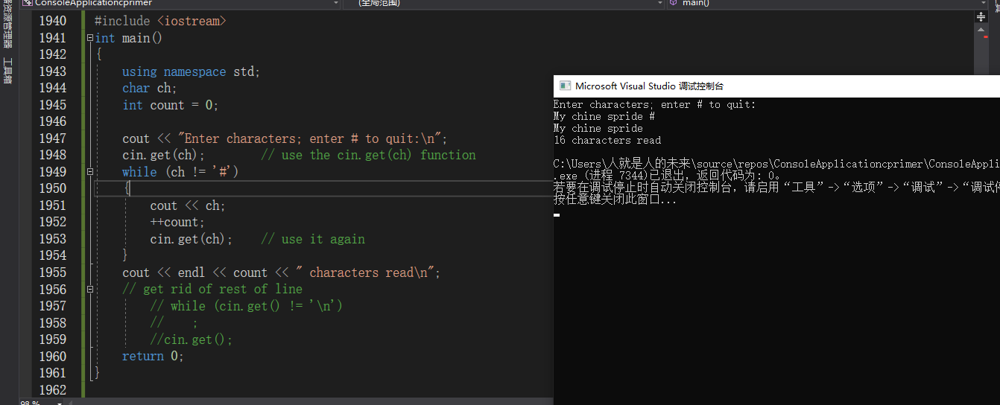 ConsoleApplicationcprimer
(全局范围)
main()
资源管理器
工具箱
1940 #include <iostream>
1941 int main()
1942 {
1943 using namespace std;
1944 char ch;
1945 int count = 0;
1946
1947 cout << "Enter characters; enter # to quit:\n";
1948 cin.get(ch); // use the cin.get(ch) function
1949 while (ch != '#')
1950 {
1951 cout << ch;
1952 ++count;
1953 cin.get(ch); // use it again
1954 }
1955 cout << endl << count << " characters read\n";
1956 // get rid of rest of line
1957 // while (cin.get() != '\n')
1958 // ;
1959 //cin.get();
1960 return 0;
1961 }
1962
98 %
Microsoft Visual Studio 调试控制台
Enter characters; enter # to quit:
My chine spride #
My chine spride
16 characters read
C:\Users\人就是人的未来\source\repos\ConsoleApplicationcprimer\ConsoleAppli
.exe (进程 7344)已退出，返回代码为: 0。
若要在调试停止时自动关闭控制台，请启用“工具”->“选项”->“调试”->“调试停
按任意键关闭此窗口...